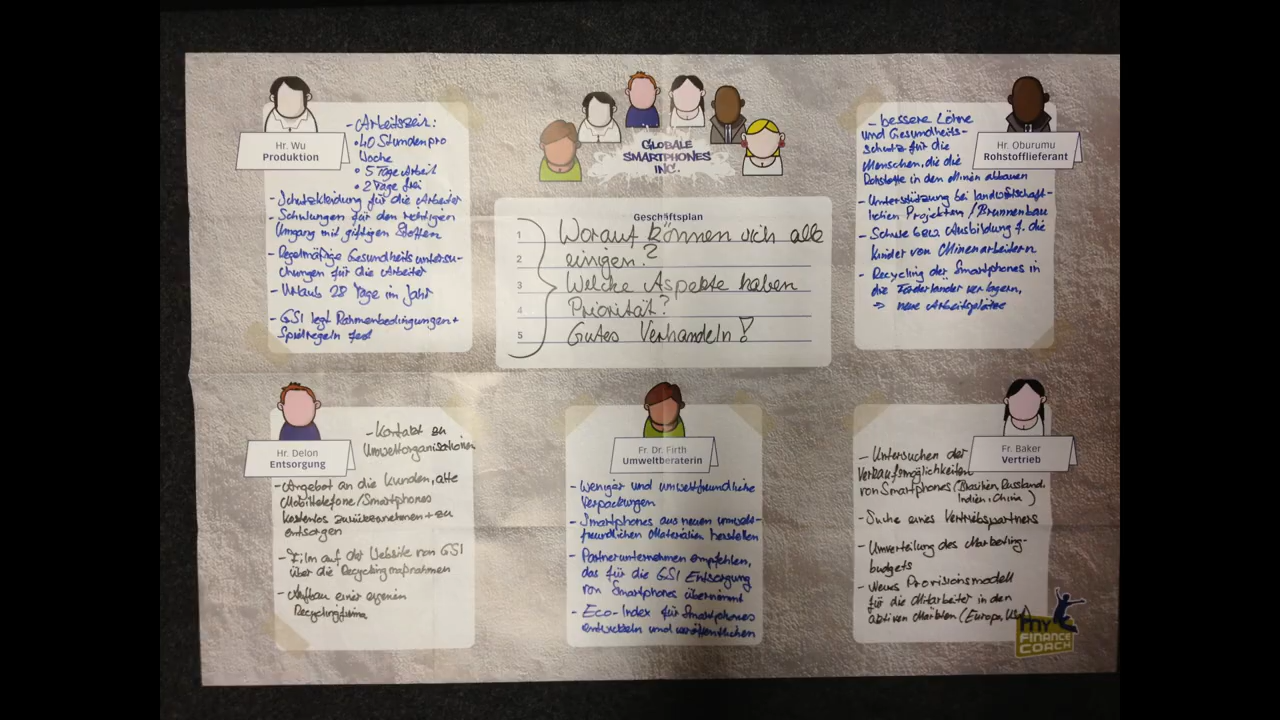 Hr. Wu
Produktion
- Arbeitszeit:
• 40 Stunden pro
Woche
• 5 Tage Arbeit
• 2 Tage frei
- Schutzkleidung für die Arbeiter
- Schulungen für den richtigen
Umgang mit giftigen Stoffen
- Regelmäßige Gesundheitsuntersu-
chungen für die Arbeiter
- Urlaub 28 Tage im Jahr
- GSI legt Rahmenbedingungen +
Spielregeln fest
GLOBALE
SMARTPHONES
INC.
Geschäftsplan
1 Worauf können sich alle
2 einigen?
3 Welche Aspekte haben
4 Priorität?
5 Gutes Verhandeln!
Hr. Oburumu
Rohstofflieferant
- bessere Löhne
und Gesundheits-
schutz für die
Menschen, die die
Rohstoffe in den Minen abbauen
- Unterstützung bei landwirtschaft-
lichen Projekten / Brunnenbau
- Schule bzw. Ausbildung f. die
Kinder von Minenarbeitern
- Recycling der Smartphones in
die Förderländer verlagern,
⇒ neue Arbeitsplätze
Hr. Delon
Entsorgung
- Kontakt zu
Umweltorganisationen
- Angebot an die Kunden, alte
Mobiltelefone/Smartphones
kostenlos zurückzunehmen + zu
entsorgen
- Film auf der Website von GSI
über die Recyclingmaßnahmen
- Aufbau einer eigenen
Recyclingfirma
Fr. Dr. Firth
Umweltberaterin
- Weniger und umweltfreundliche
Verpackungen
- Smartphones aus neuen umwelt-
freundlichen Materialien herstellen
- Partnerunternehmen empfehlen,
das für die GSI Entsorgung
von Smartphones übernimmt
- Eco-Index für Smartphones
entwickeln und veröffentlichen
Fr. Baker
Vertrieb
- Untersuchen der
Verkaufsmöglichkeiten
von Smartphones (Brasilien, Russland,
Indien, China)
- Suche eines Vertriebspartners
- Umverteilung des Marketing-
budgets
- Neues Provisionsmodell
für die Mitarbeiter in den
aktiven Märkten (Europa, USA)
my
FINANCE
COACH